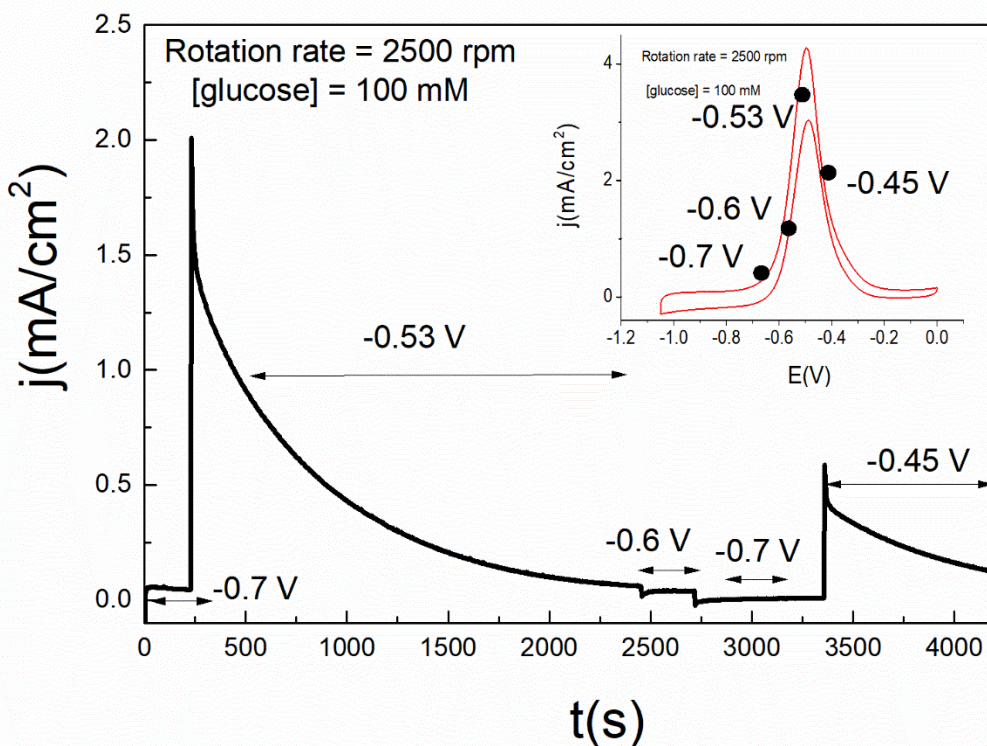 2.5
2.0
1.5
1.0
0.5
0.0
j(mA/cm²)
Rotation rate = 2500 rpm
[glucose] = 100 mM
-0.53 V
-0.7 V
-0.6 V
-0.7 V
-0.45 V
0 500 1000 1500 2000 2500 3000 3500 4000
t(s)
4
2
0
j(mA/cm²)
Rotation rate = 2500 rpm
[glucose] = 100 mM
-0.53 V
-0.45 V
-0.6 V
-0.7 V
-1.2 -1.0 -0.8 -0.6 -0.4 -0.2 0.0
E(V)